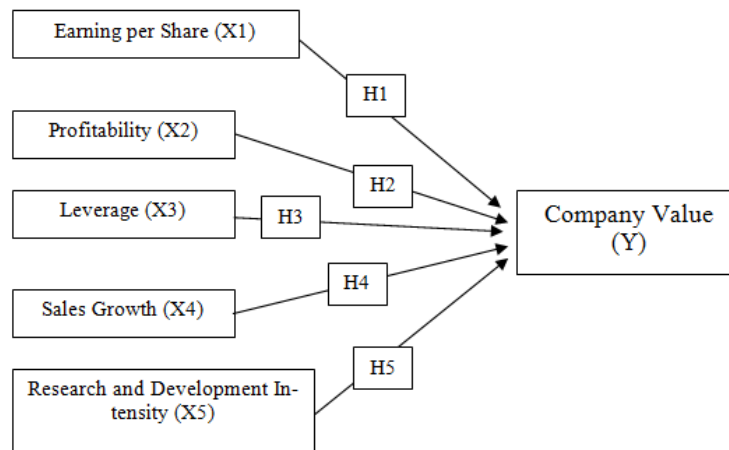 Earning per Share (X1)
H1
Profitability (X2)
H2
Leverage (X3)
H3
Company Value
(Y)
Sales Growth (X4)
H4
Research and Development In-
tensity (X5)
H5